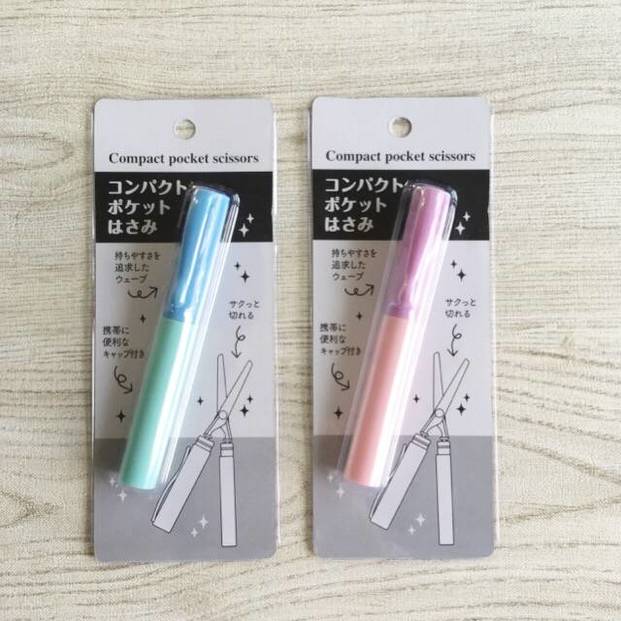 Compact pocket scissors
コンパクト
ポケット
はさみ
持ちやすさを
追求した
ウェーブ
サクっと
切れる
携帯に
便利な
キャップ付き
Compact pocket scissors
コンパクト
ポケット
はさみ
持ちやすさを
追求した
ウェーブ
サクっと
切れる
携帯に
便利な
キャップ付き